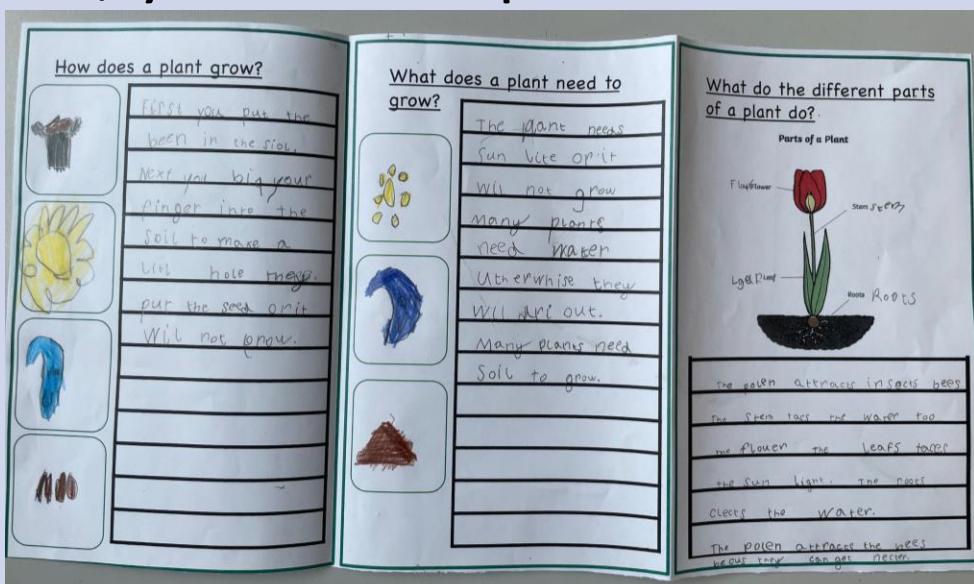 How does a plant grow?
First you put the
been in the siol.
Next you big your
finger into the
Soil to make a
litl hole then.
put the seed or it
Wil not grow.
What does a plant need to
grow?
The plant needs
Sun lite or it
Wil not grow
Many plants
need water
Utherwhise they
Will dri out.
Many plants need
Soil to grow.
What do the different parts
of a plant do?
Parts of a Plant
Flower
Stem Stem
Leaf
Roots Roots
The polen attracts insects bees
The Stem tacs the water too
the flower the leafs taces
the sun light. The roots
clects the water.
The polen attracts the bees
they can get necter.